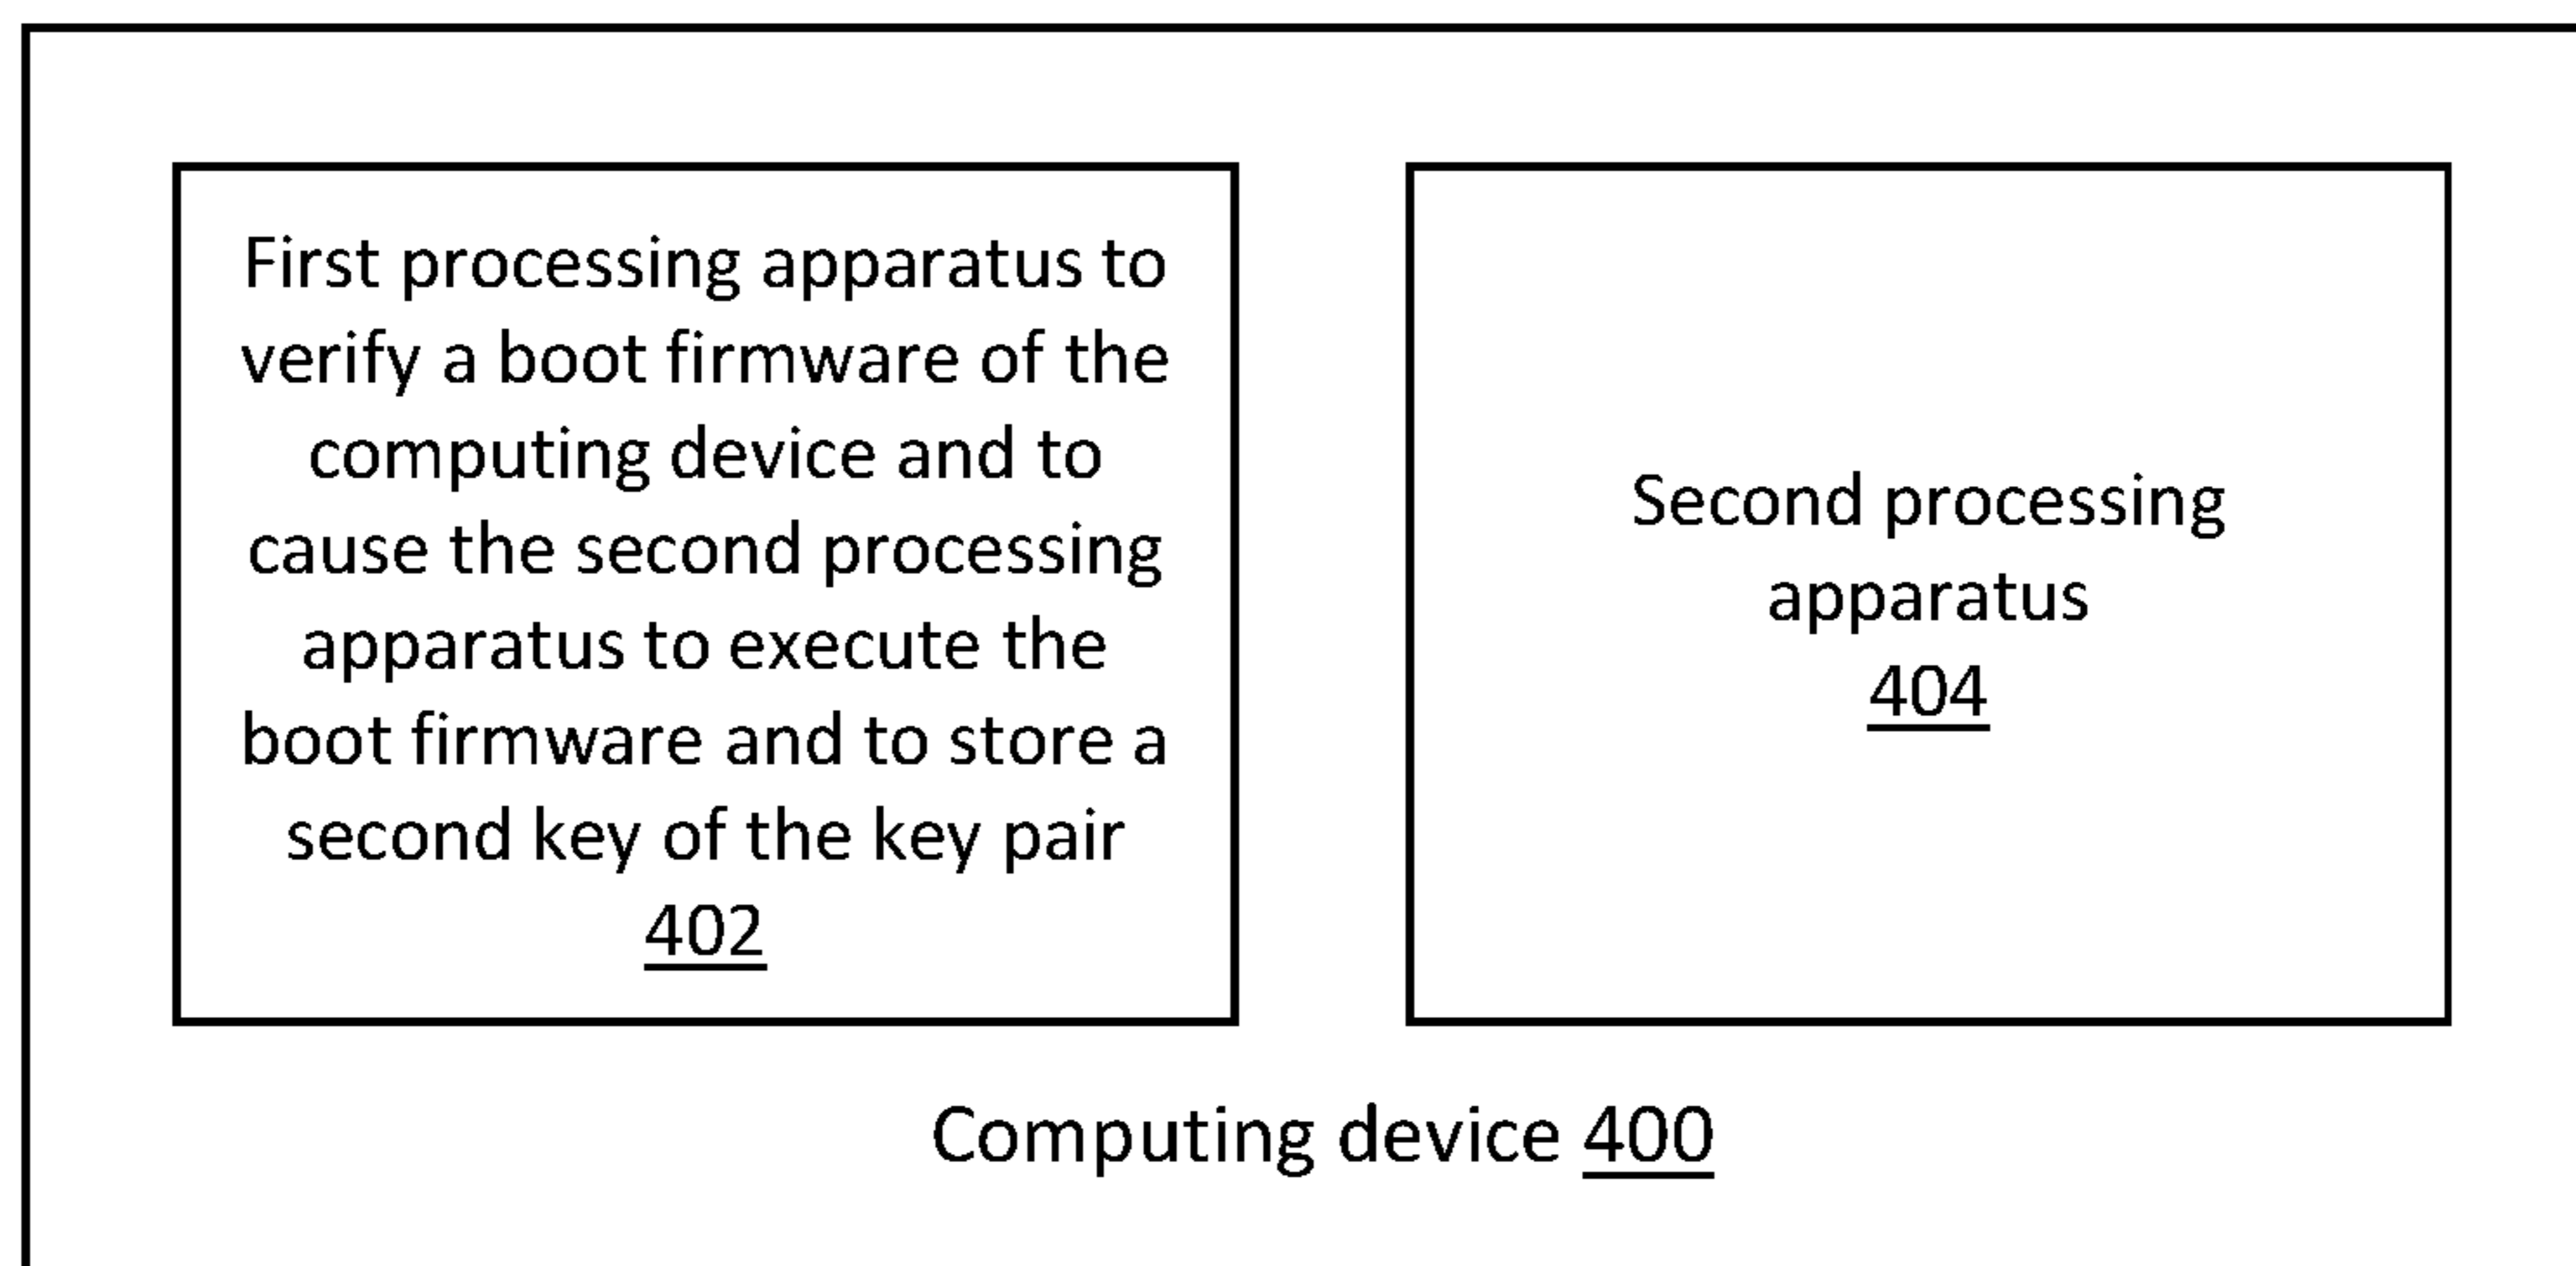 First processing apparatus to
verify a boot firmware of the
computing device and to
cause the second processing
apparatus to execute the
boot firmware and to store a
second key of the key pair
402
Second processing
apparatus
404
Computing device 400